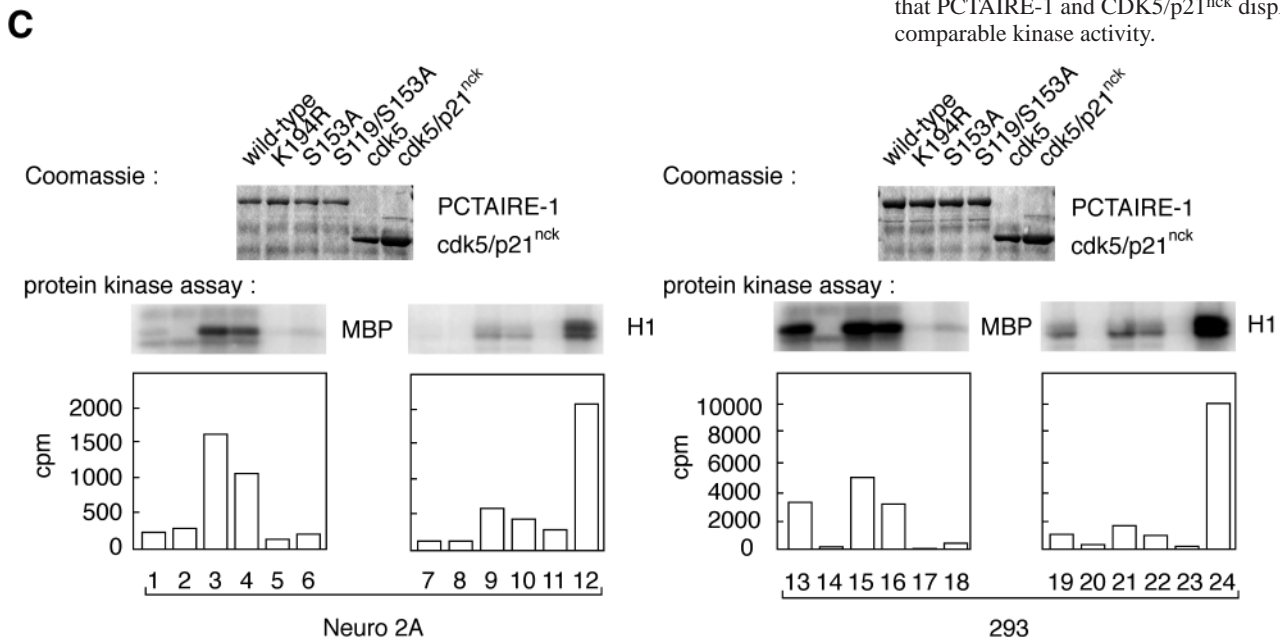 that PCTAIRE-1 and CDK5/p21nck disp
comparable kinase activity.
C
wild-type
K194R
S153A
S119/S153A
cdk5
cdk5/p21nck
Coomassie :
PCTAIRE-1
cdk5/p21nck
protein kinase assay :
MBP
H1
cpm
2000
1500
1000
500
0
1 2 3 4 5 6
7 8 9 10 11 12
Neuro 2A
wild-type
K194R
S153A
S119/S153A
cdk5
cdk5/p21nck
Coomassie :
PCTAIRE-1
cdk5/p21nck
protein kinase assay :
MBP
H1
cpm
10000
8000
6000
4000
2000
0
13 14 15 16 17 18
19 20 21 22 23 24
293